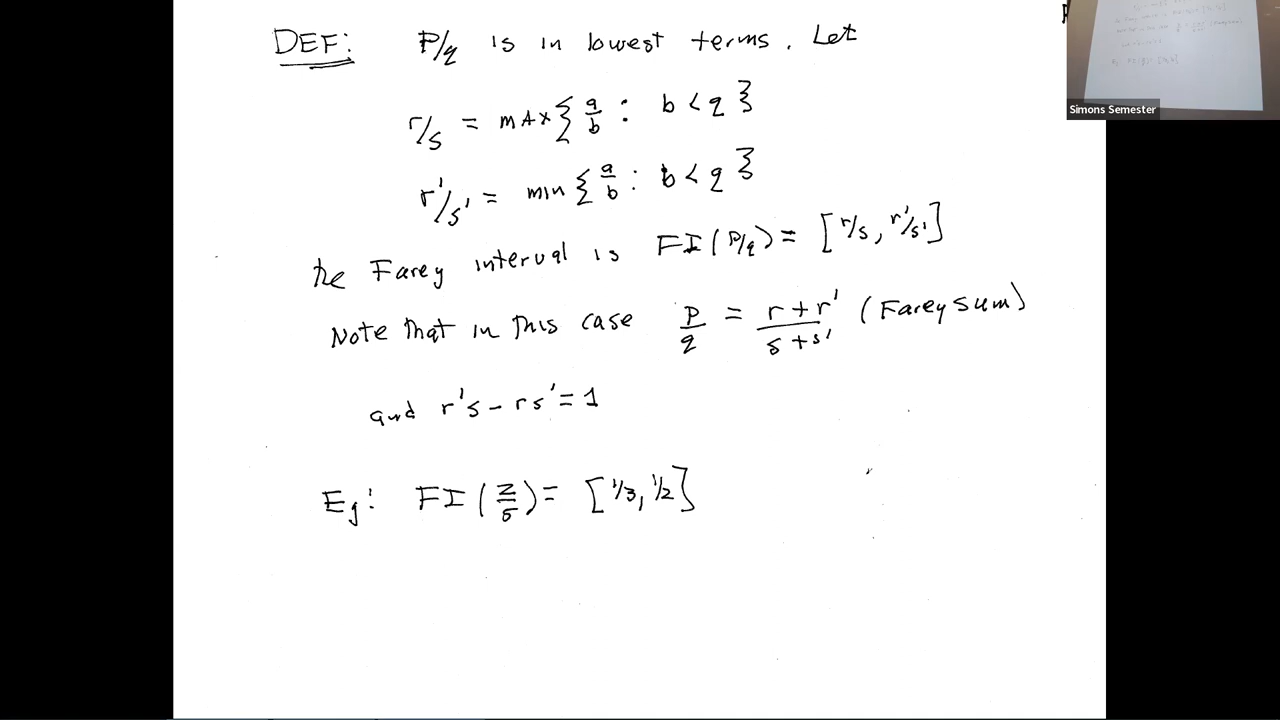 DEF: P/q is in lowest terms. Let
r/s = max{ a/b : b < q }
r'/s' = min { a/b : b < q }
the Farey interval is FI(P/q) = [r/s, r'/s']
Note that in this case p/q = r+r'/s+s' (Farey sum)
and r's - rs' = 1
Eg: FI(2/5) = [1/3, 1/2]
Simons Semester